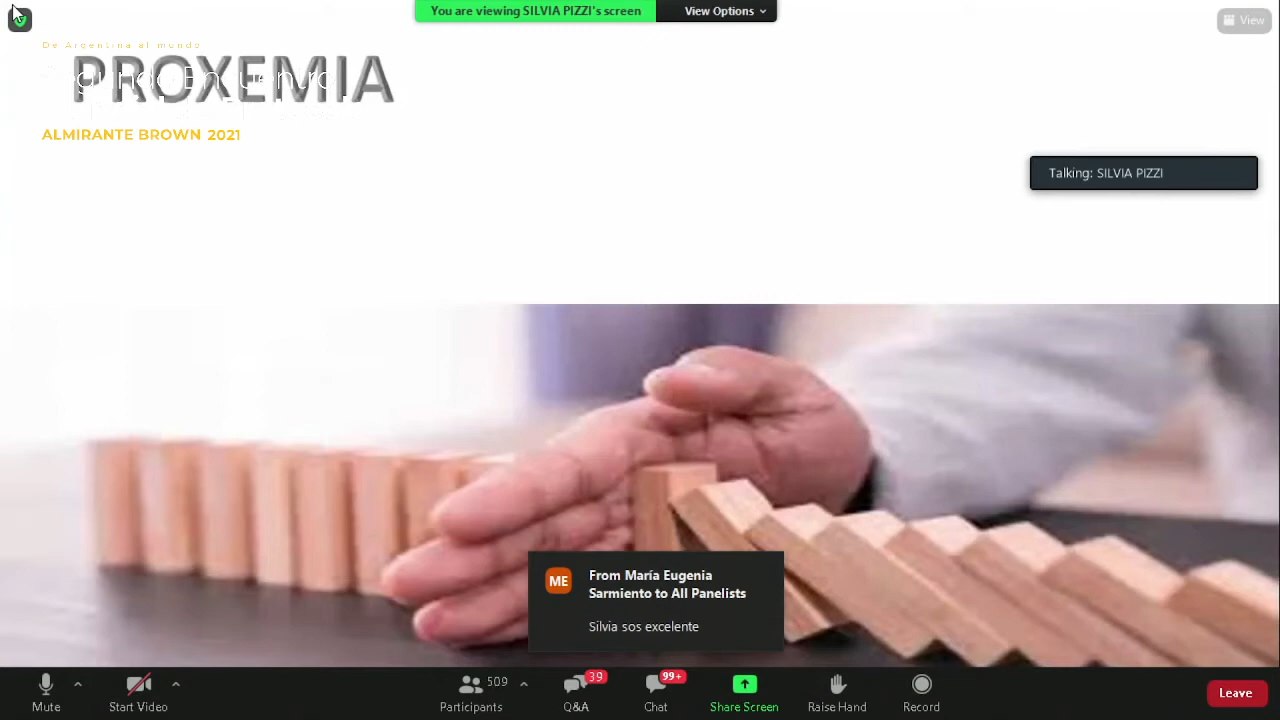 You are viewing SILVIA PIZZI's screen
View Options
View
De Argentina al mundo
PROXEMIA
Segundo Encuentro
ALMIRANTE BROWN 2021
Talking: SILVIA PIZZI
ME
From María Eugenia
Sarmiento to All Panelists
Silvia sos excelente
509
39
99+
Mute
Start Video
Participants
Q&A
Chat
Share Screen
Raise Hand
Record
Leave